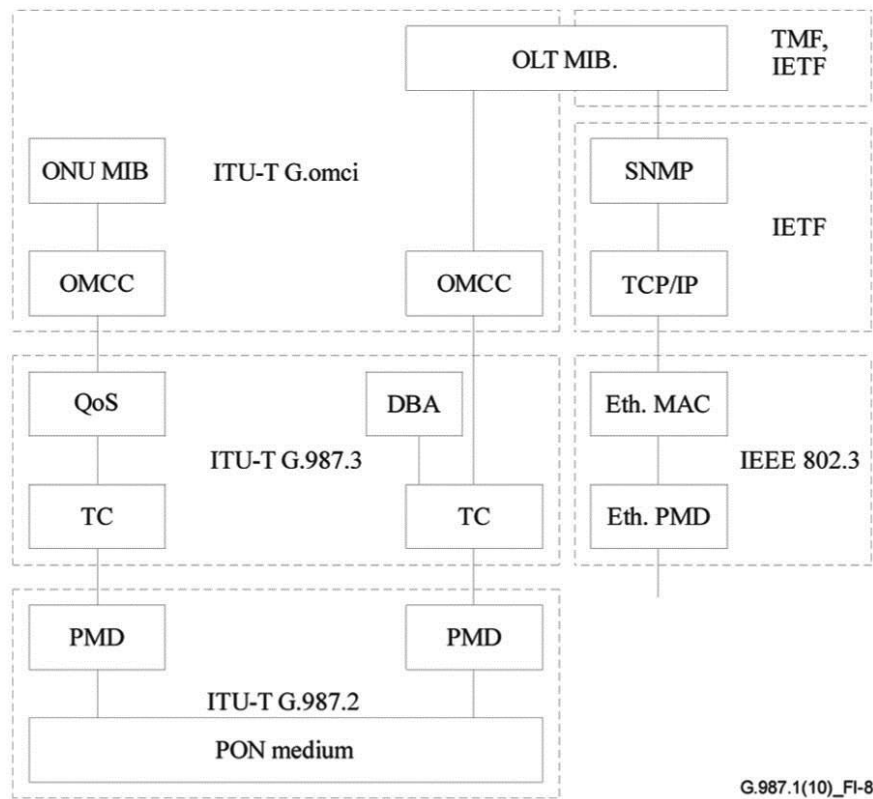 OLT MIB.
TMF,
IETF
ONU MIB
ITU-T G.omci
SNMP
IETF
OMCC
OMCC
TCP/IP
QoS
DBA
Eth. MAC
ITU-T G.987.3
IEEE 802.3
TC
TC
Eth. PMD
PMD
PMD
ITU-T G.987.2
PON medium
G.987.1(10)_FI-8